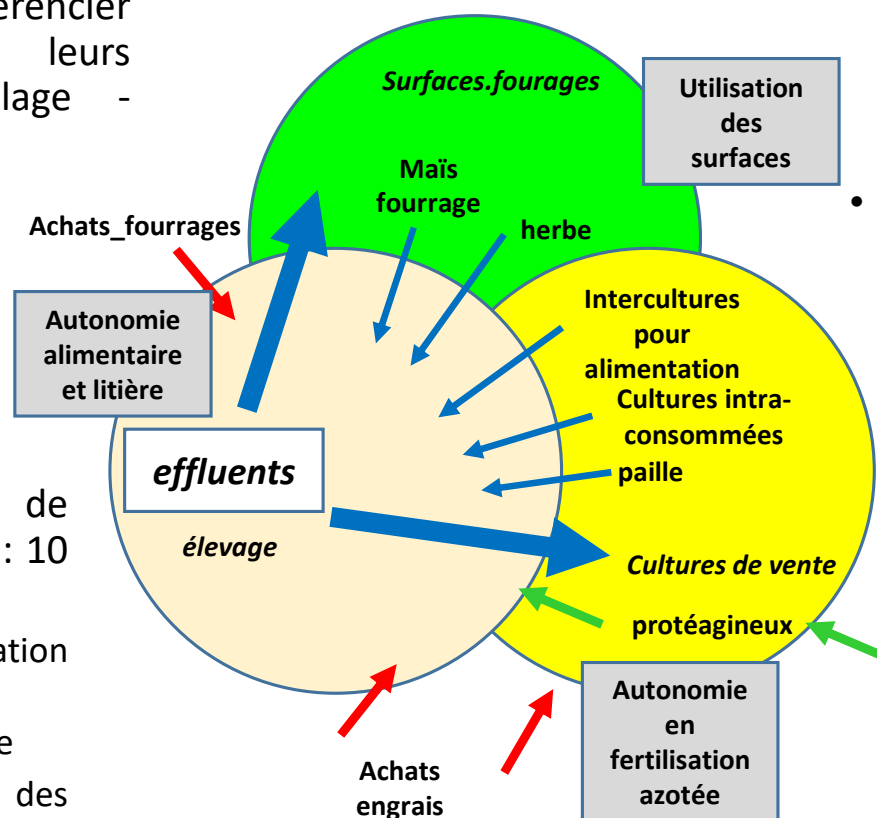 érencier
leurs
lage -
Surfaces.fourages
Utilisation
des
surfaces
•
Maïs
fourrage
herbe
Achats_fourrages
Autonomie
alimentaire
et litière
Intercultures
pour
alimentation
Cultures intra-
consommées
paille
effluents
élevage
Cultures de vente
protéagineux
de
: 10
ation
e
des
Achats
engrais
Autonomie
en
fertilisation
azotée